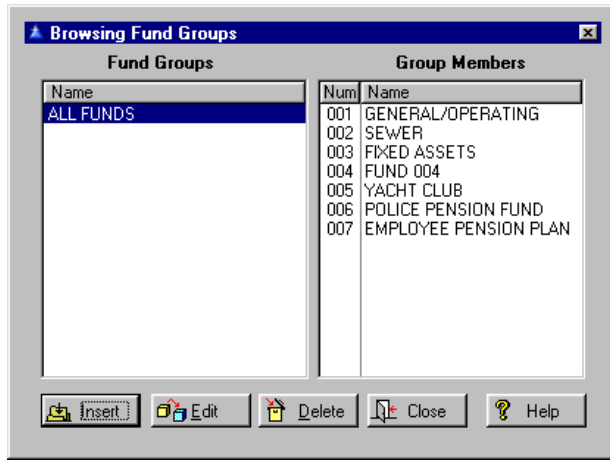 Browsing Fund Groups
Fund Groups
Group Members
Name
ALL FUNDS
Num Name
001 GENERAL/OPERATING
002 SEWER
003 FIXED ASSETS
004 FUND 004
005 YACHT CLUB
006 POLICE PENSION FUND
007 EMPLOYEE PENSION PLAN
Insert Edit Delete Close Help